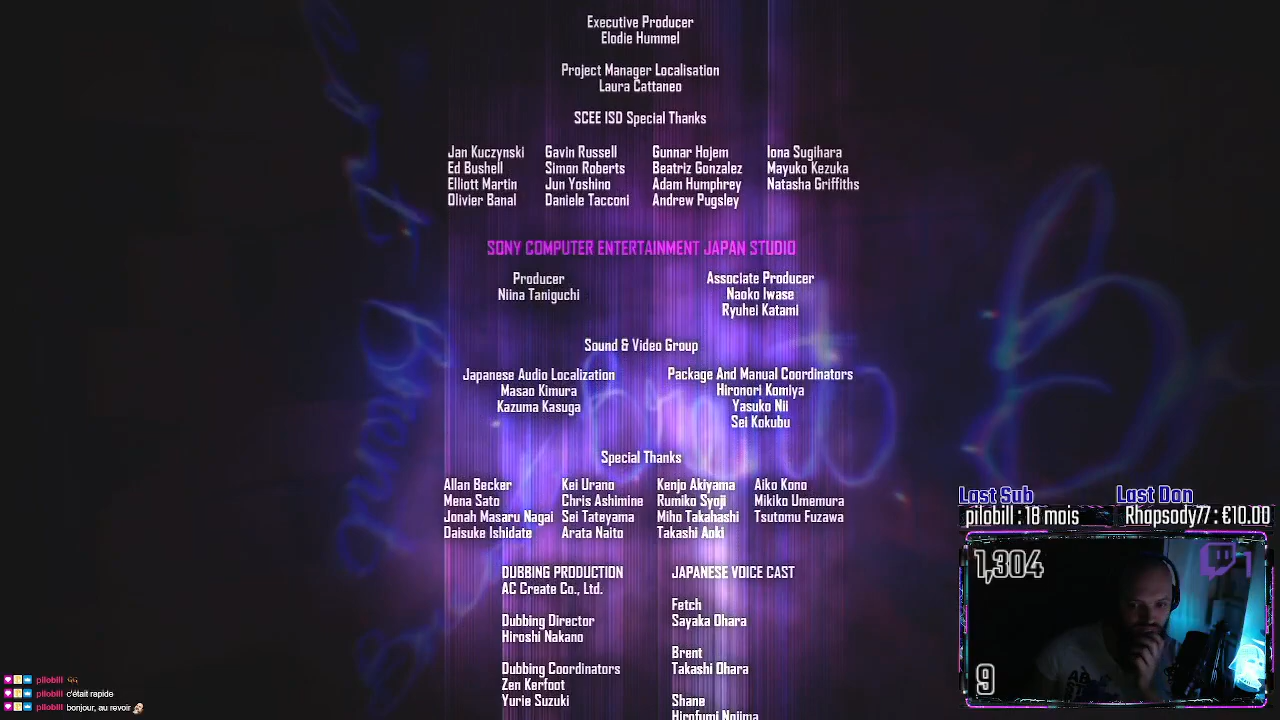 Executive Producer
Elodie Hummel
Project Manager Localisation
Laura Cattaneo
SCEE ISD Special Thanks
Jan Kuczynski Gavin Russell Gunnar Hojem Iona Sugihara
Ed Bushell Simon Roberts Beatriz Gonzalez Mayuko Kezuka
Elliott Martin Jun Yoshino Adam Humphrey Natasha Griffiths
Olivier Banal Daniele Tacconi Andrew Pugsley
SONY COMPUTER ENTERTAINMENT JAPAN STUDIO
Producer Associate Producer
Niina Taniguchi Naoko Iwase
Ryuhei Katami
Sound & Video Group
Japanese Audio Localization Package And Manual Coordinators
Masao Kimura Hironori Komiya
Kazuma Kasuga Yasuko Nii
Sei Kokubu
Special Thanks
Allan Becker Kei Urano Kenjo Akiyama Aiko Kono
Mena Sato Chris Ashimine Rumiko Syoji Mikiko Umemura
Jonah Masaru Nagai Sei Tateyama Miho Takahashi Tsutomu Fuzawa
Daisuke Ishidate Arata Naito Takashi Aoki
DUBBING PRODUCTION JAPANESE VOICE CAST
AC Create Co., Ltd.
Fetch
Dubbing Director Sayaka Ohara
Hiroshi Nakano
Brent
Dubbing Coordinators Takashi Ohara
Zen Kerfoot
Yorie Suzuki Shane
Hirofumi Nojima
Last Sub Last Don
pilobill : 18 mois Rhapsody77 : €10.00
1,304 1
9
pilobill
pilobill c'était rapide
pilobill bonjour, au revoir